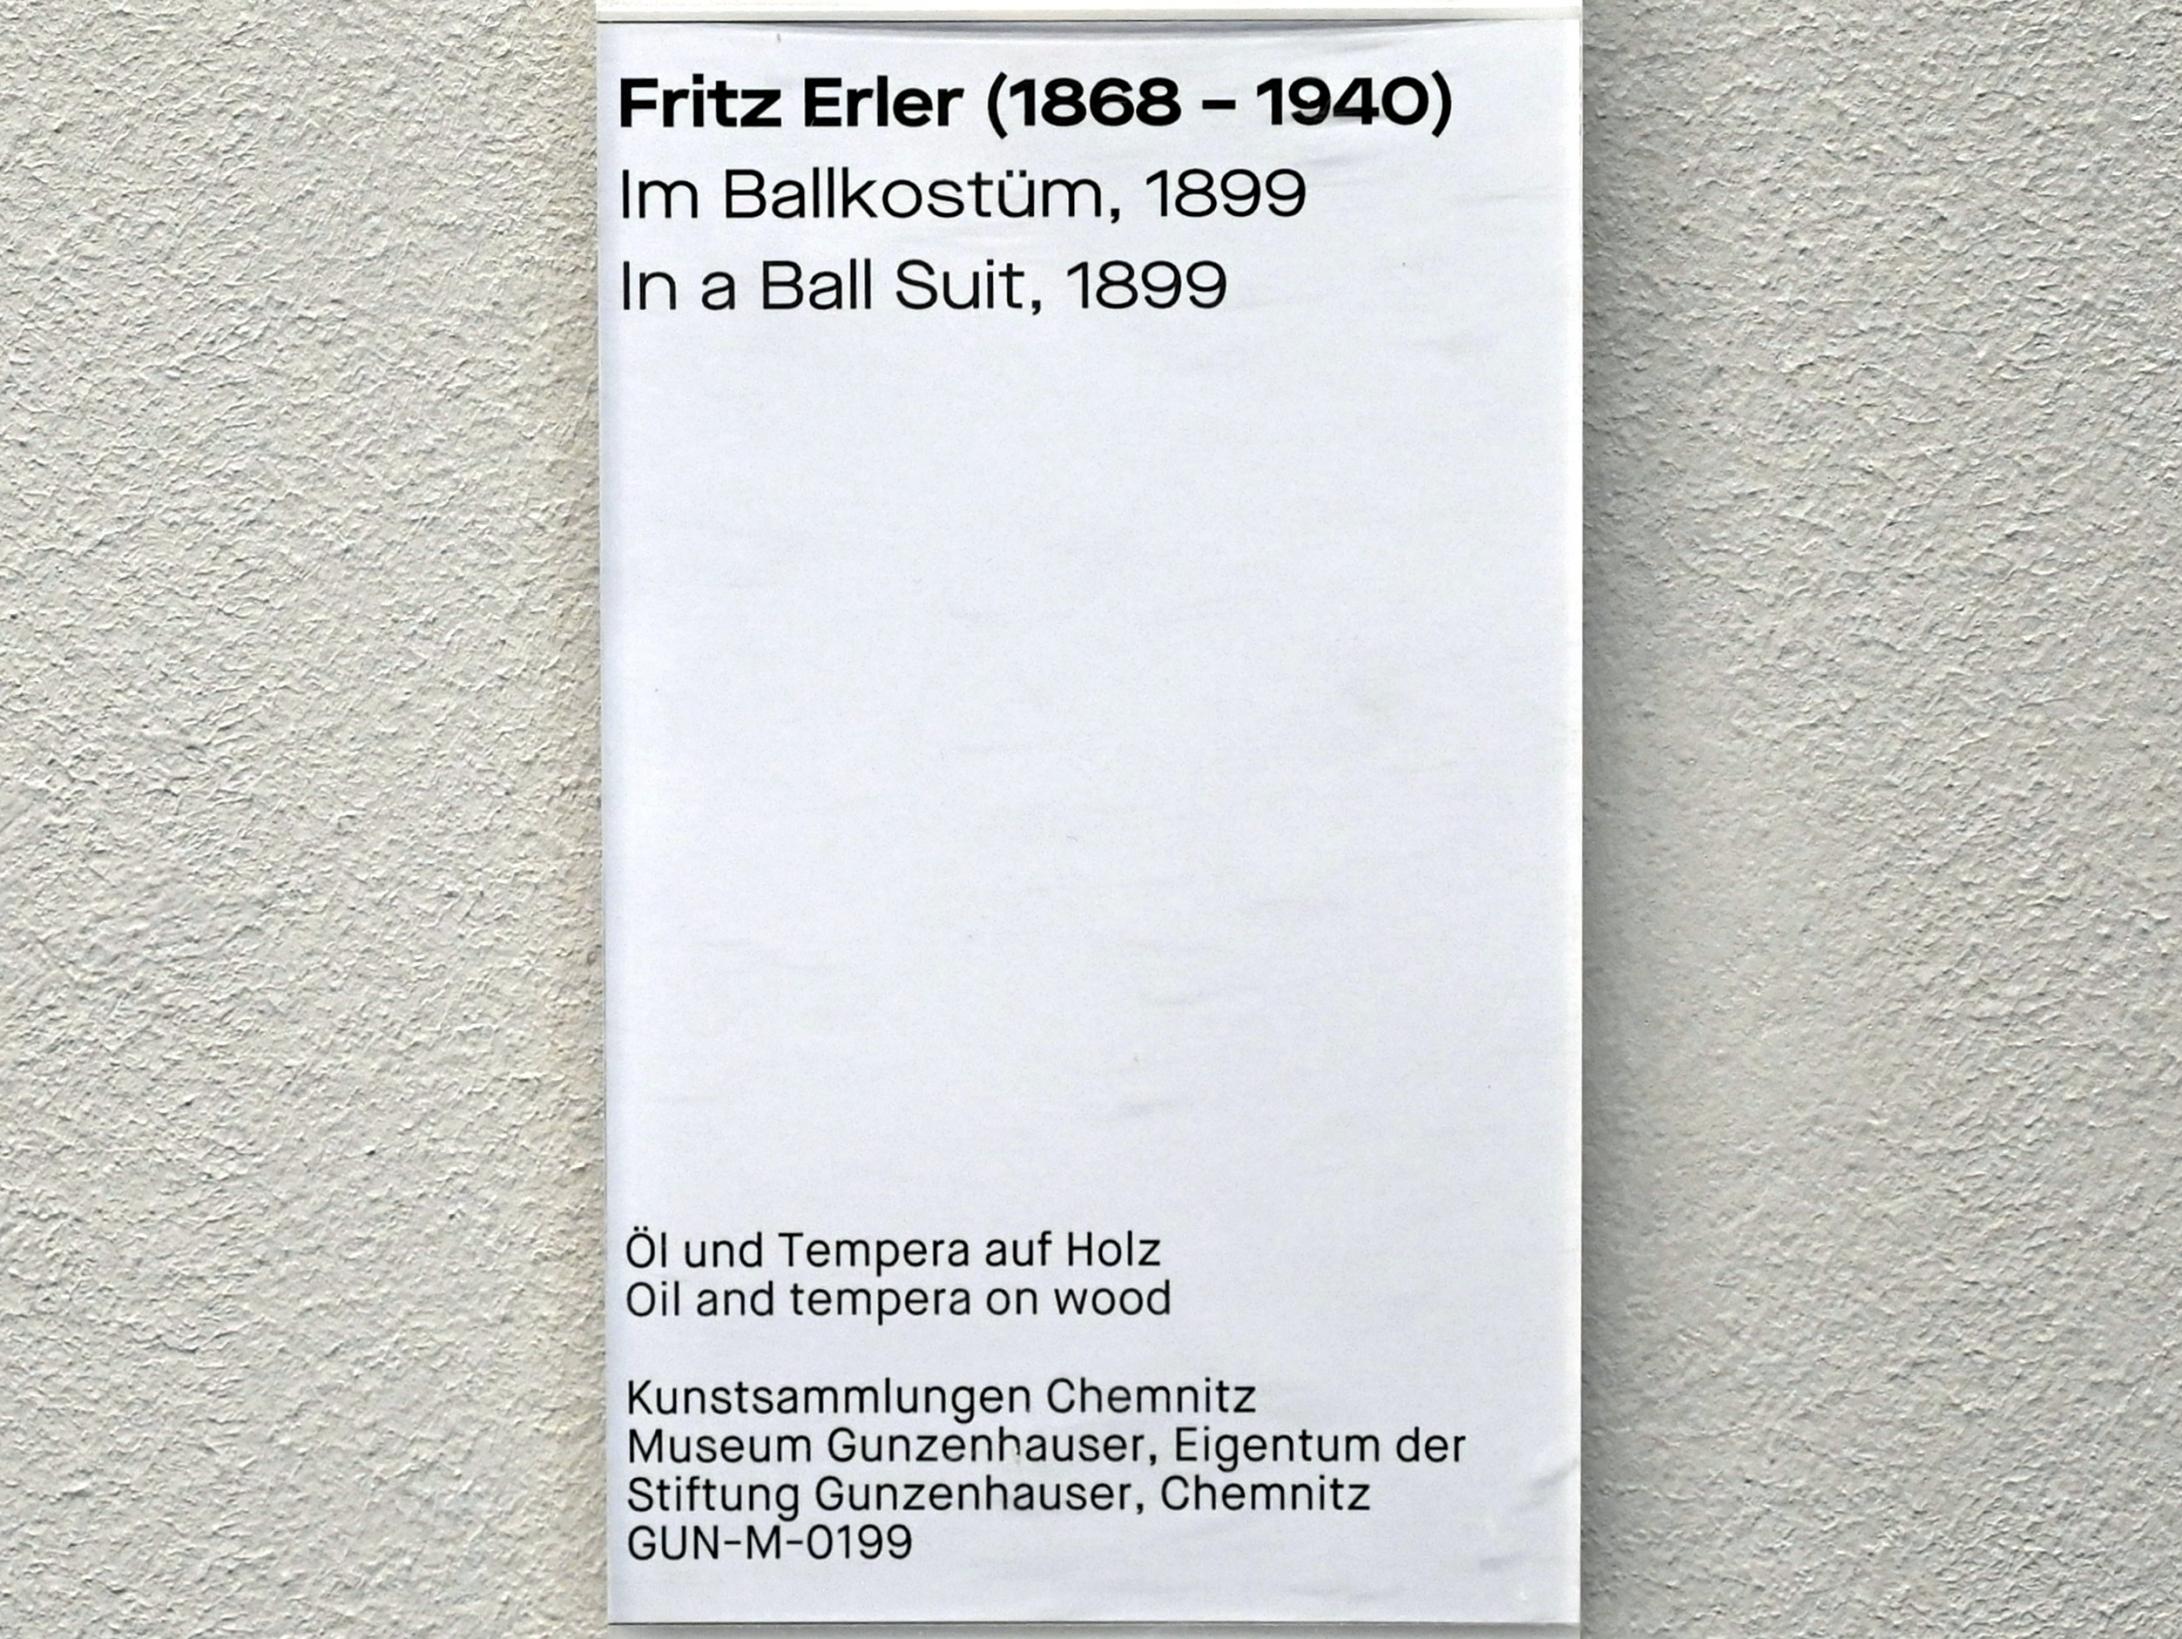 Fritz Erler (1868 – 1940)
Im Ballkostüm, 1899
In a Ball Suit, 1899
Öl und Tempera auf Holz
Oil and tempera on wood
Kunstsammlungen Chemnitz
Museum Gunzenhauser, Eigentum der
Stiftung Gunzenhauser, Chemnitz
GUN-M-0199